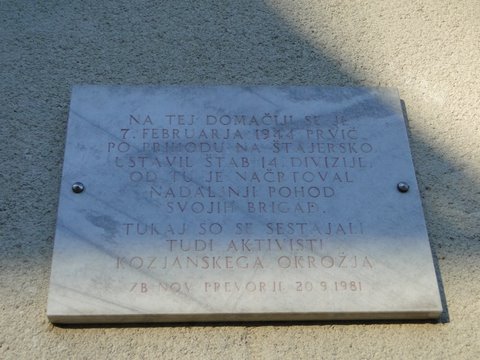 NA TEJ DOMAČIJI SE JE
7. FEBRUARJA 1944 PRVIČ
PO PRIHODU NA ŠTAJERSKO
USTAVIL ŠTAB 14. DIVIZIJE.
OD TU JE NAČRTOVAL
NADALJNJI POHOD
SVOJIH BRIGAD.
TUKAJ SO SE SESTAJALI
TUDI AKTIVISTI
KOZJANSKEGA OKROŽJA
ZB NOV PREVORJE 20.9.1981